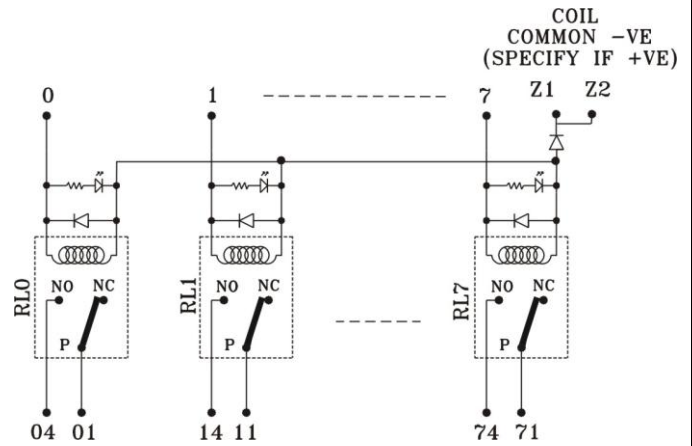 COIL
COMMON -VE
(SPECIFY IF +VE)
0
1
7
Z1
Z2
RL0
NO
NC
P
RL1
NO
NC
P
RL7
NO
NC
P
04
01
14
11
74
71